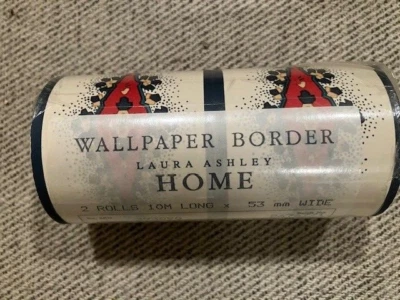 WALLPAPER BORDER
LAURA ASHLEY
HOME
2 ROLLS 10M LONG x 53 mm WIDE